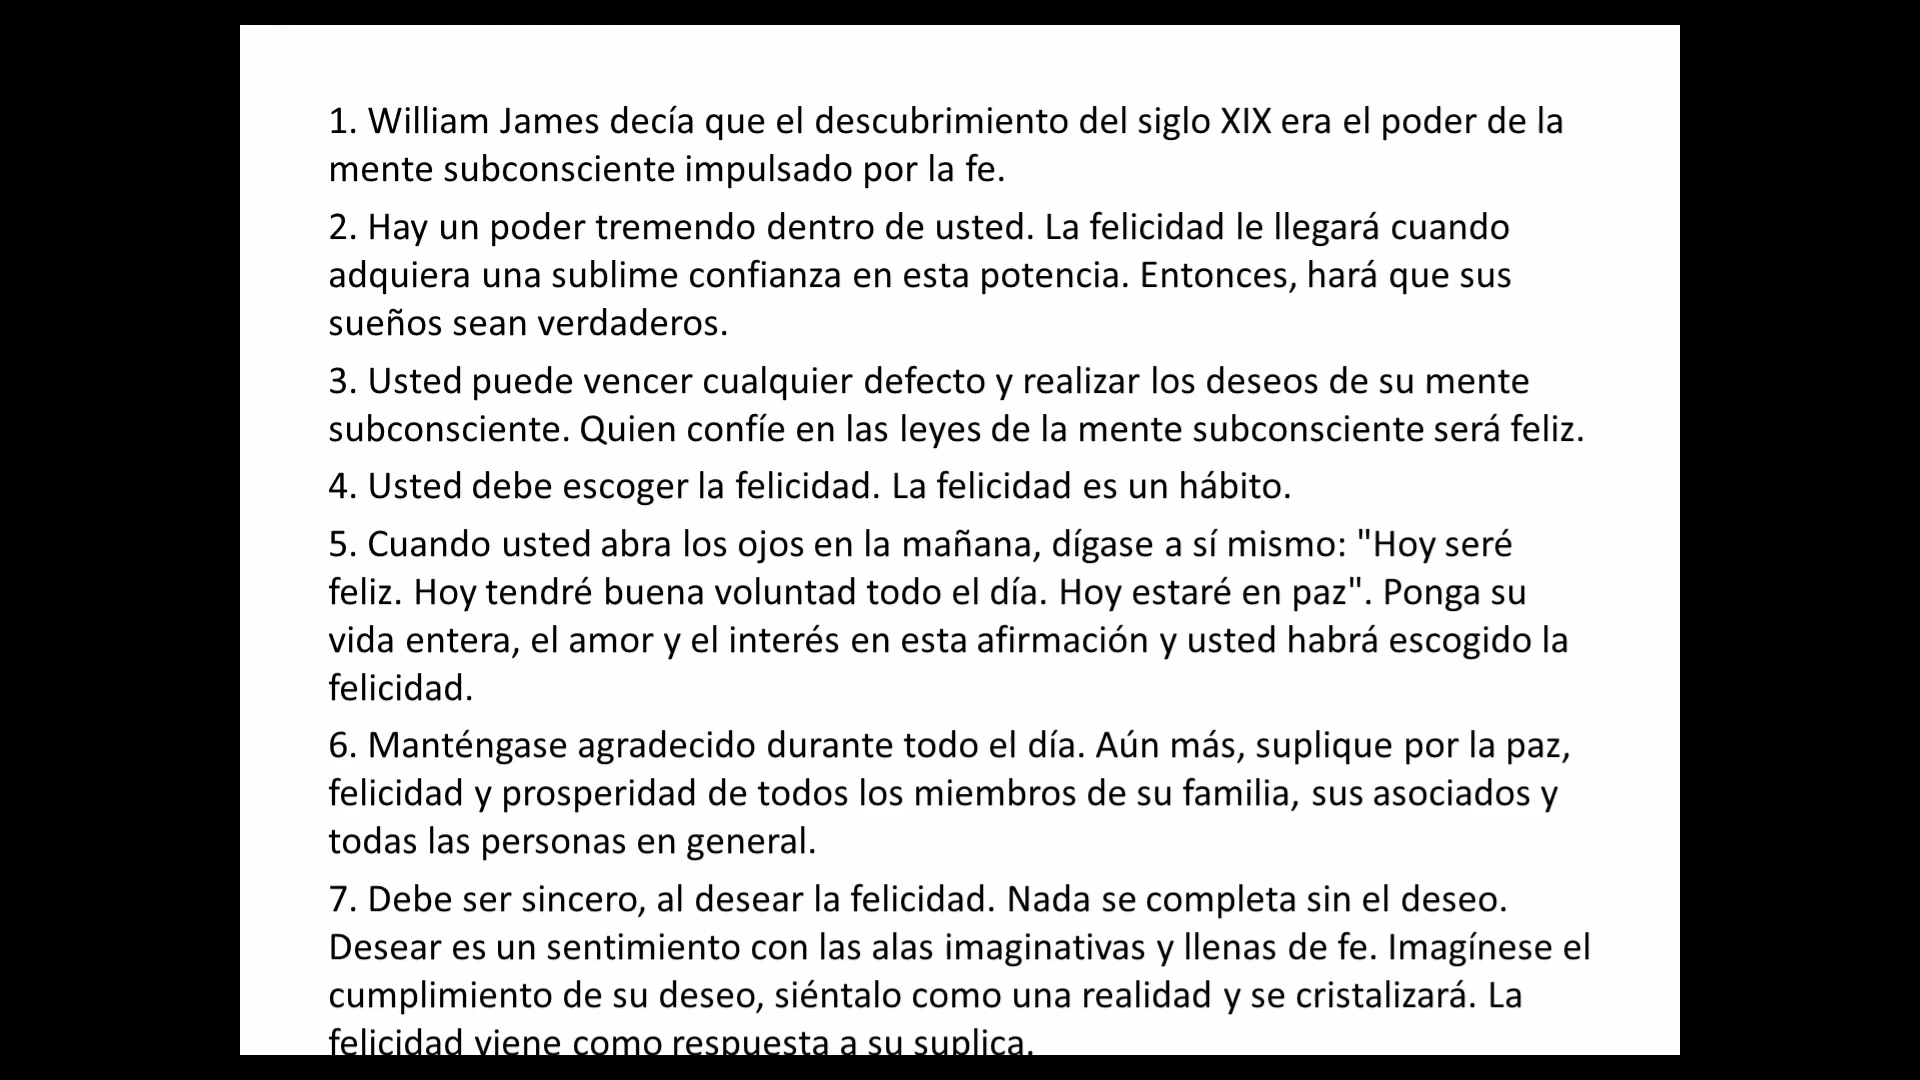 1. William James decía que el descubrimiento del siglo XIX era el poder de la
mente subconsciente impulsado por la fe.
2. Hay un poder tremendo dentro de usted. La felicidad le llegará cuando
adquiera una sublime confianza en esta potencia. Entonces, hará que sus
sueños sean verdaderos.
3. Usted puede vencer cualquier defecto y realizar los deseos de su mente
subconsciente. Quien confíe en las leyes de la mente subconsciente será feliz.
4. Usted debe escoger la felicidad. La felicidad es un hábito.
5. Cuando usted abra los ojos en la mañana, dígase a sí mismo: "Hoy seré
feliz. Hoy tendré buena voluntad todo el día. Hoy estaré en paz". Ponga su
vida entera, el amor y el interés en esta afirmación y usted habrá escogido la
felicidad.
6. Manténgase agradecido durante todo el día. Aún más, suplique por la paz,
felicidad y prosperidad de todos los miembros de su familia, sus asociados y
todas las personas en general.
7. Debe ser sincero, al desear la felicidad. Nada se completa sin el deseo.
Desear es un sentimiento con las alas imaginativas y llenas de fe. Imagínese el
cumplimiento de su deseo, siéntalo como una realidad y se cristalizará. La
felicidad viene como respuesta a su suplica.